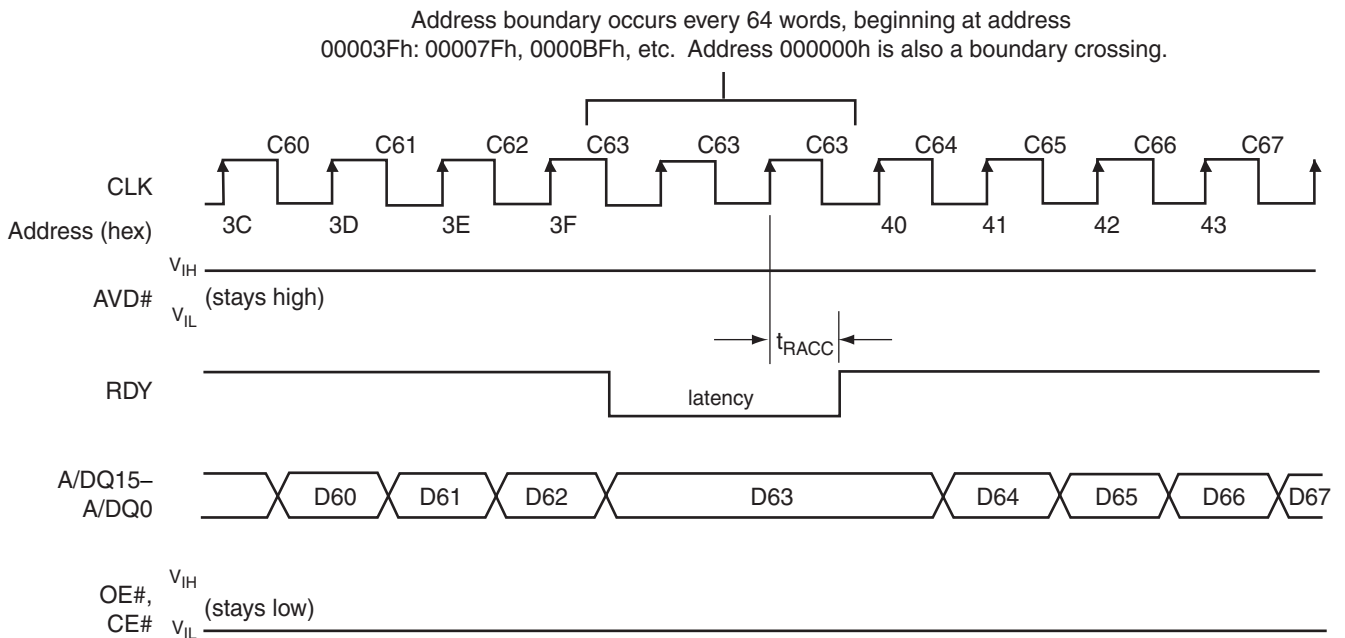 Address boundary occurs every 64 words, beginning at address
00003Fh: 00007Fh, 0000BFh, etc. Address 000000h is also a boundary crossing.
C60 C61 C62 C63 C63 C63 C64 C65 C66 C67
CLK
Address (hex) 3C 3D 3E 3F 40 41 42 43
VIH
AVD# (stays high)
VIL
tRACC
RDY
latency
A/DQ15–
A/DQ0
D60 D61 D62 D63 D64 D65 D66 D67
VIH
OE#,
(stays low)
CE# VIL